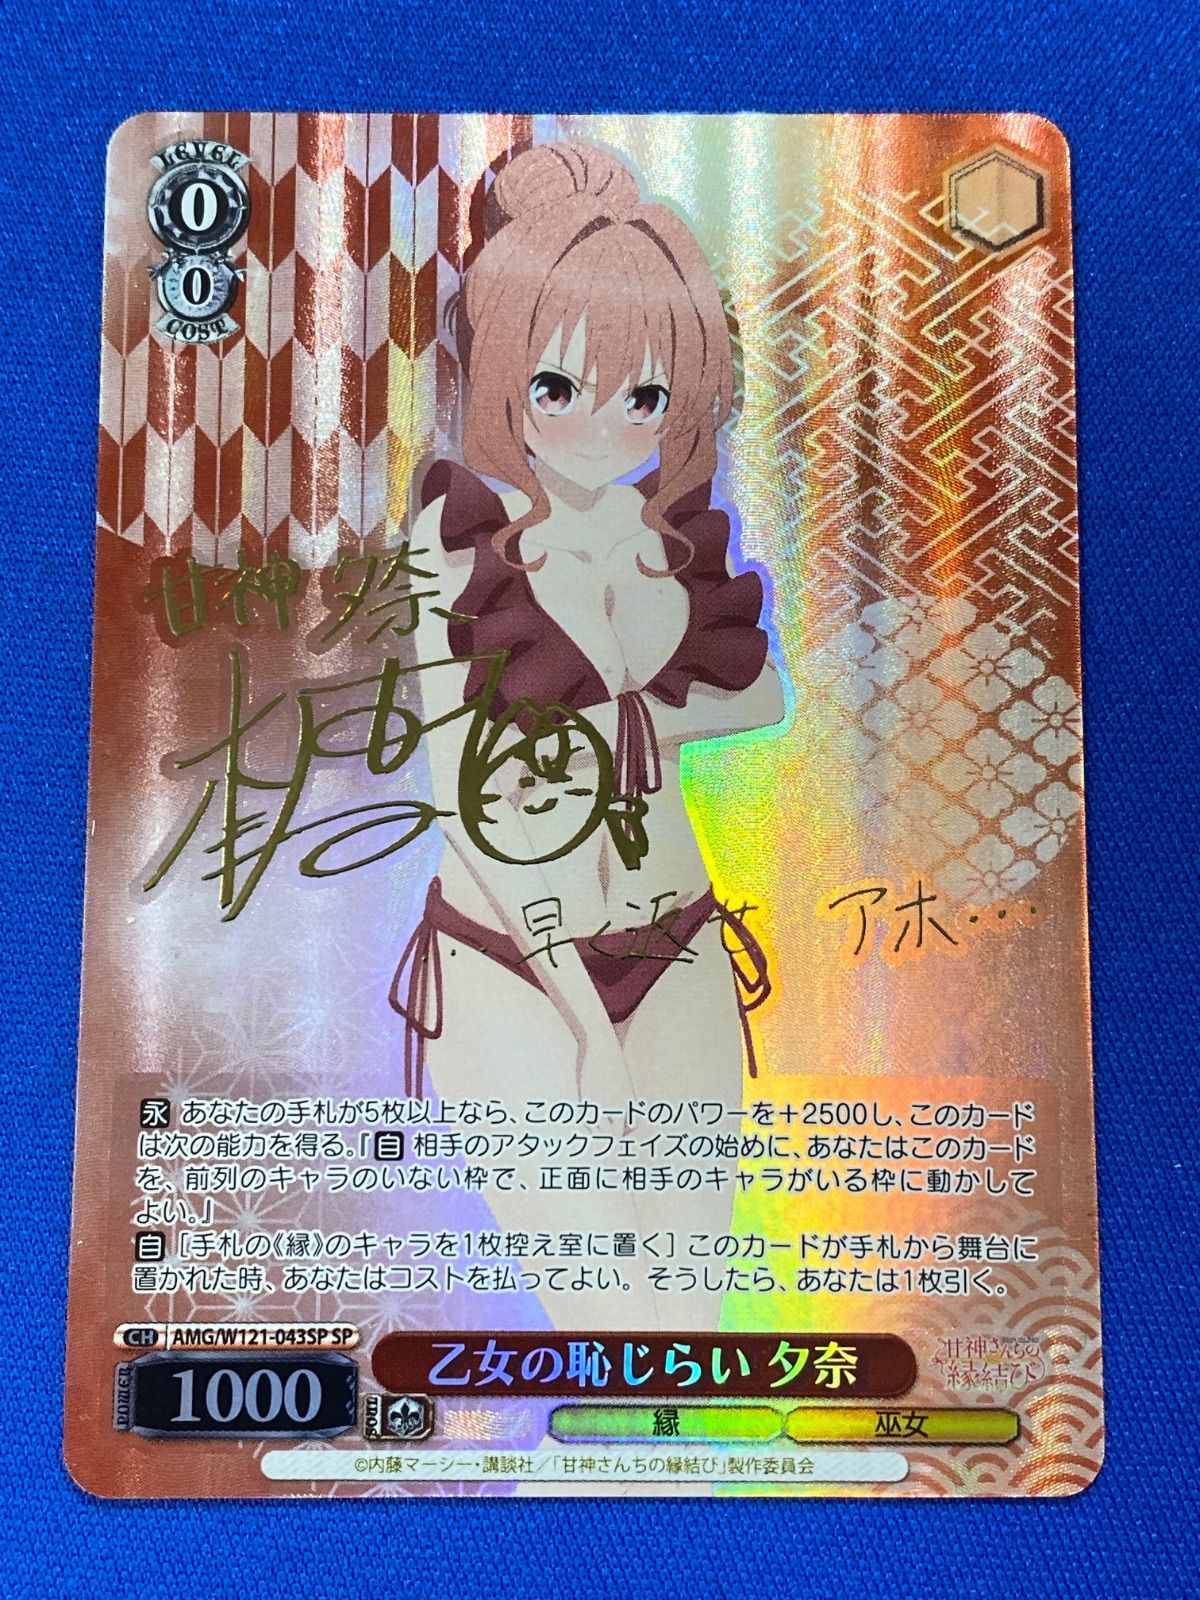 LEVEL
0
0
COST
甘神 夕奈
..早く返せ アホ...
永 あなたの手札が5枚以上なら、このカードのパワーを+2500し、このカード
は次の能力を得る。『自 相手のアタックフェイズの始めに、あなたはこのカード
を、前列のキャラのいない枠で、正面に相手のキャラがいる枠に動かして
よい。』
自 [手札の《縁》のキャラを1枚控え室に置く] このカードが手札から舞台に
置かれた時、あなたはコストを払ってよい。そうしたら、あなたは1枚引く。
CH AMG/W121-043SP SP
乙女の恥じらい 夕奈
甘神さんちの
縁結び
POWER 1000
SOUL
縁 巫女
©内藤マーシー・講談社/「甘神さんちの縁結び」製作委員会